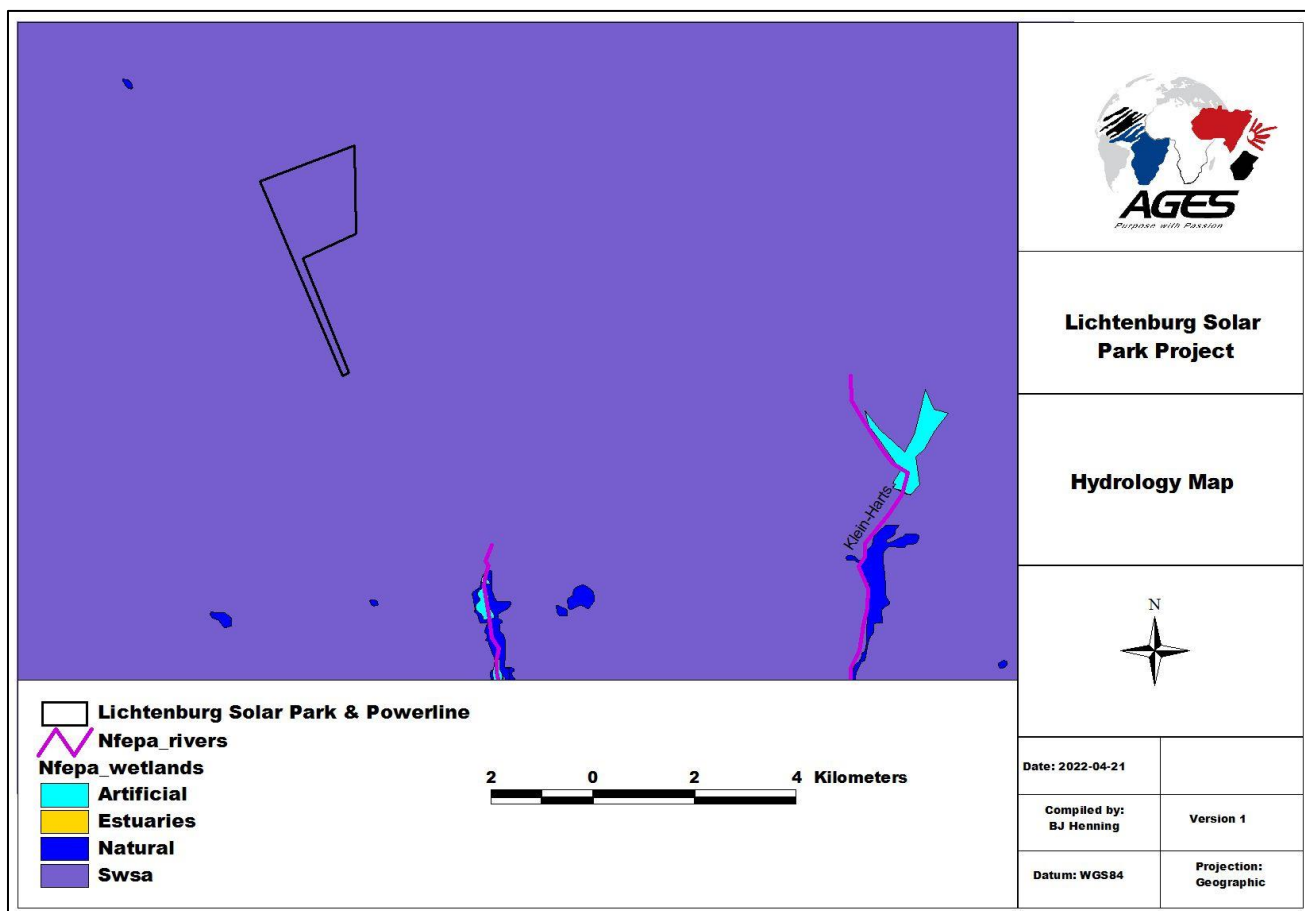 AGES
Purpose with Passion
Lichtenburg Solar
Park Project
Hydrology Map
N
Klein-Harts
Lichtenburg Solar Park & Powerline
Nfepa_rivers
Nfepa_wetlands
Artificial
Estuaries
Natural
Swsa
2 0 2 4 Kilometers
Date: 2022-04-21
Compiled by:
BJ Henning
Version 1
Datum: WGS84
Projection:
Geographic